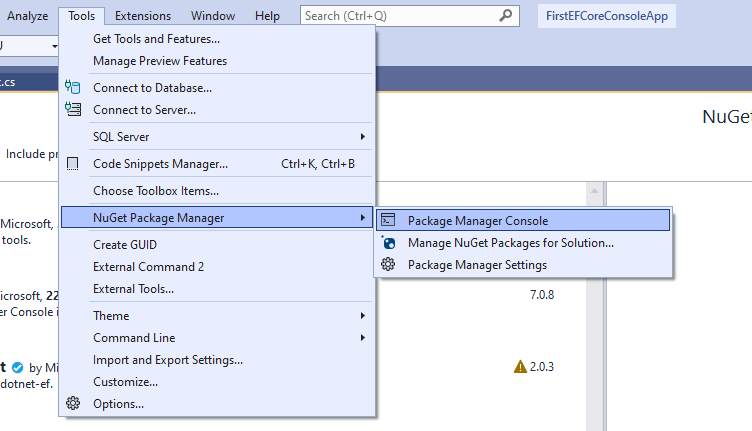 Analyze Tools Extensions Window Help Search (Ctrl+Q) FirstEFCoreConsoleApp
Get Tools and Features...
Manage Preview Features
.cs
Connect to Database...
Connect to Server...
NuGet
SQL Server
Include pr
Code Snippets Manager... Ctrl+K, Ctrl+B
Choose Toolbox Items...
NuGet Package Manager
Package Manager Console
Microsoft,
tools.
Create GUID
Manage NuGet Packages for Solution...
External Command 2
Package Manager Settings
External Tools...
icrosoft, 22
7.0.8
er Console i
Theme
Command Line
Import and Export Settings...
t by Mi
2.0.3
dotnet-ef.
Customize...
Options...